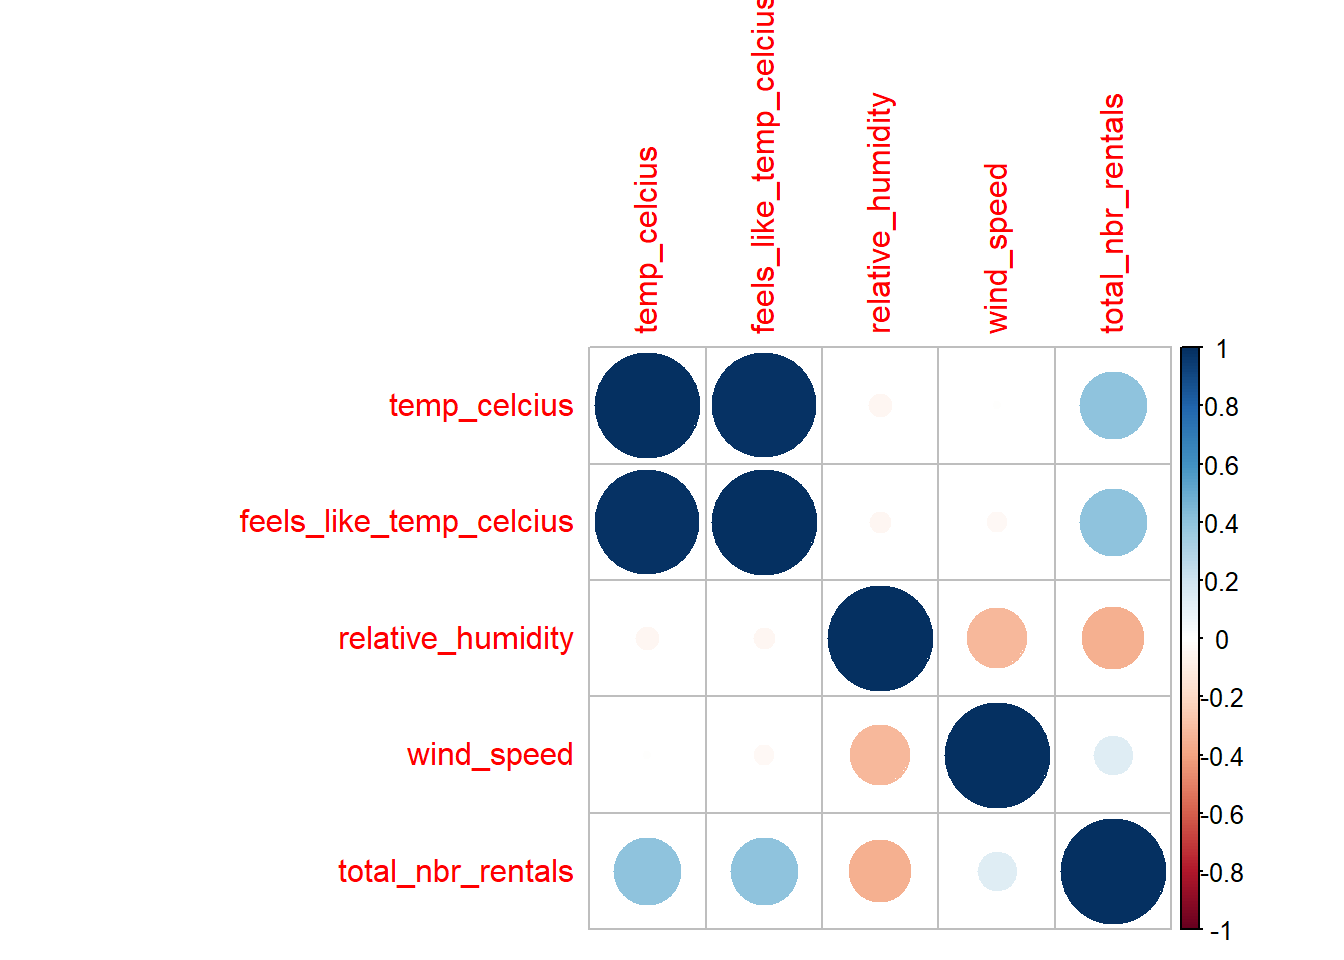 temp_celcius
feels_like_temp_celcius
relative_humidity
wind_speed
total_nbr_rentals
temp_celcius
feels_like_temp_celcius
relative_humidity
wind_speed
total_nbr_rentals
1
0.8
0.6
0.4
0.2
0
-0.2
-0.4
-0.6
-0.8
-1